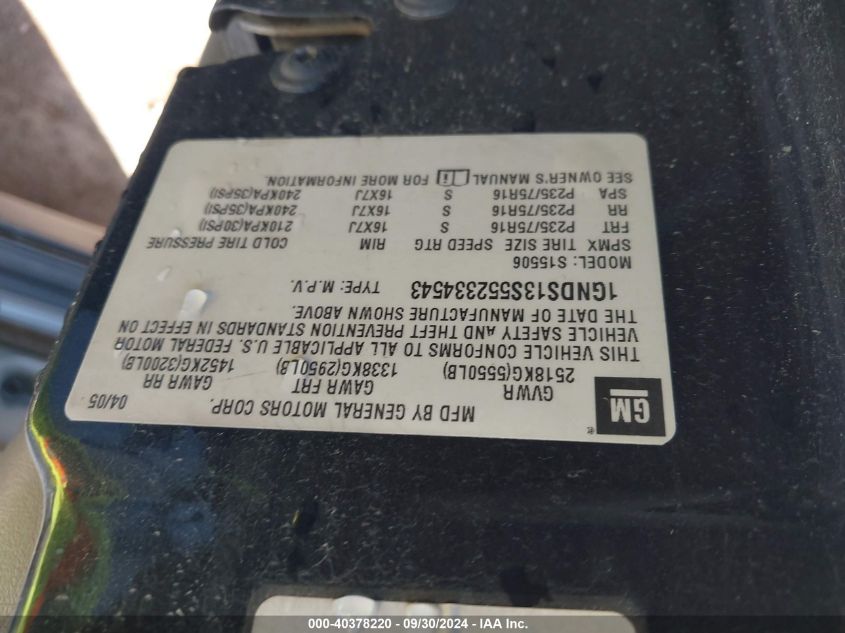 MFD BY GENERAL MOTORS CORP. 04/05
GM
GVWR GAWR FRT GAWR RR
2518KG(5550LB) 1338KG(2950LB) 1452KG(3200LB)
THIS VEHICLE CONFORMS TO ALL APPLICABLE U.S. FEDERAL MOTOR
VEHICLE SAFETY AND THEFT PREVENTION STANDARDS IN EFFECT ON
THE DATE OF MANUFACTURE SHOWN ABOVE.
1GNDS13S552334543 TYPE: M.P.V.
MODEL: S15506
SPMX TIRE SIZE SPEED RTG RIM COLD TIRE PRESSURE
FRT P235/75R16 S 16X7J 210KPA(30PSI)
RR P235/75R16 S 16X7J 240KPA(35PSI)
SPA P235/75R16 S 16X7J 240KPA(35PSI)
SEE OWNER'S MANUAL FOR MORE INFORMATION.
000-40378220 - 09/30/2024 - IAA Inc.